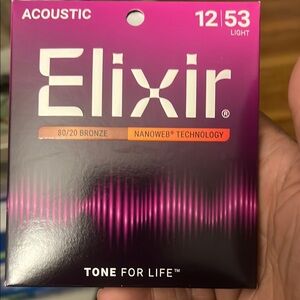 ACOUSTIC 12 | 53
LIGHT
Elixir®
80/20 BRONZE NANOWEB® TECHNOLOGY
TONE FOR LIFE™